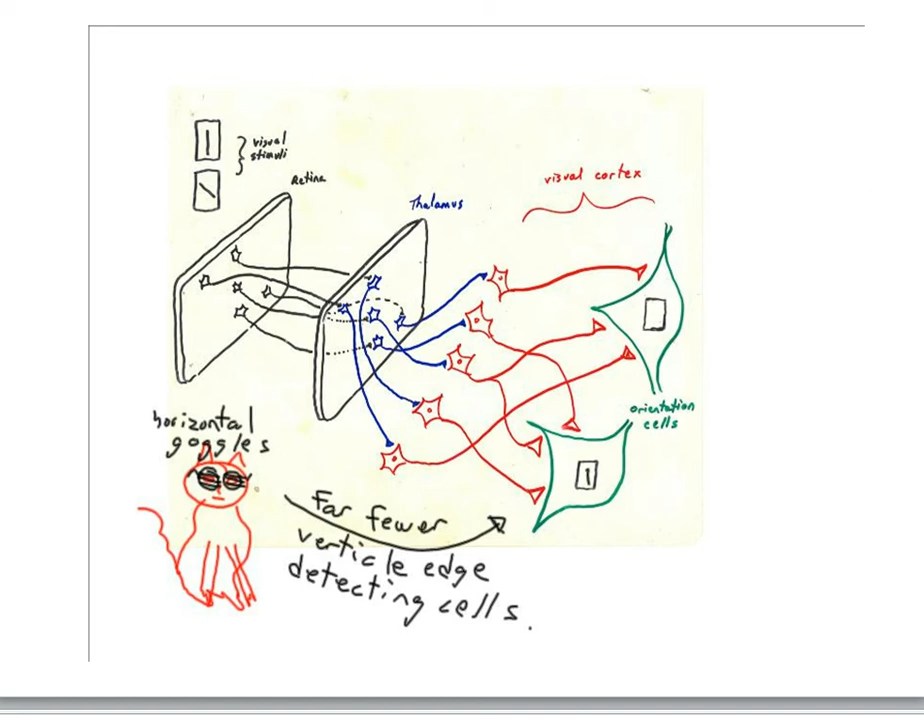 visual
stimuli
Retina
Thalamus
visual cortex
orientation
cells
horizontal
goggles
Far fewer
verticle edge
detecting cells.